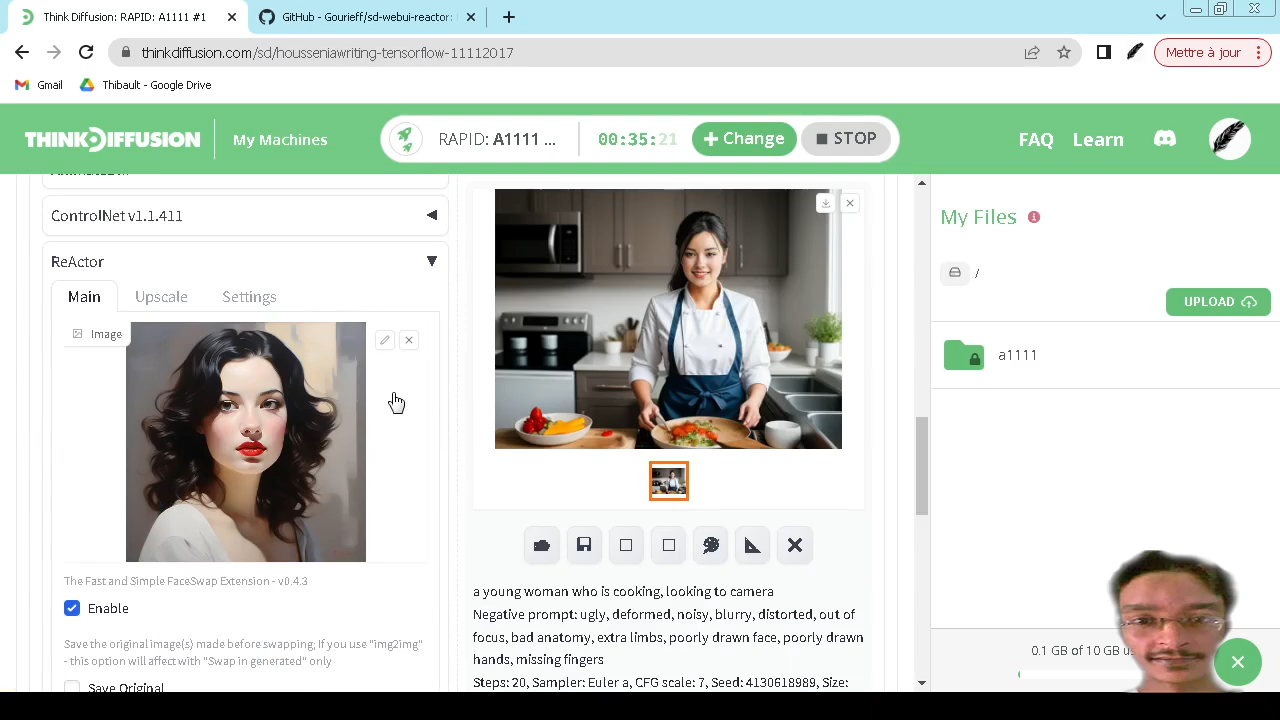 Think Diffusion: RAPID: A1111 #1
GitHub - Gourieff/sd-webui-reactor
thinkdiffusion.com/sd/housseniawriting-tensorflow_11112017
Mettre à jour
Gmail
Thibault - Google Drive
THINKDIFFUSION
My Machines
RAPID: A1111 ...
00:35:21
+ Change
STOP
FAQ
Learn
ControlNet v1.1.411
ReActor
Main
Upscale
Settings
Image
The Fast and Simple FaceSwap Extension - v0.4.3
Enable
Save the original image(s) made before swapping; If you use "img2img"
- this option will affect with "Swap in generated" only
Save Original
a young woman who is cooking, looking to camera
Negative prompt: ugly, deformed, noisy, blurry, distorted, out of
focus, bad anatomy, extra limbs, poorly drawn face, poorly drawn
hands, missing fingers
Steps: 20, Sampler: Euler a, CFG scale: 7, Seed: 4130618989, Size:
My Files
/
UPLOAD
a1111
0.1 GB of 10 GB